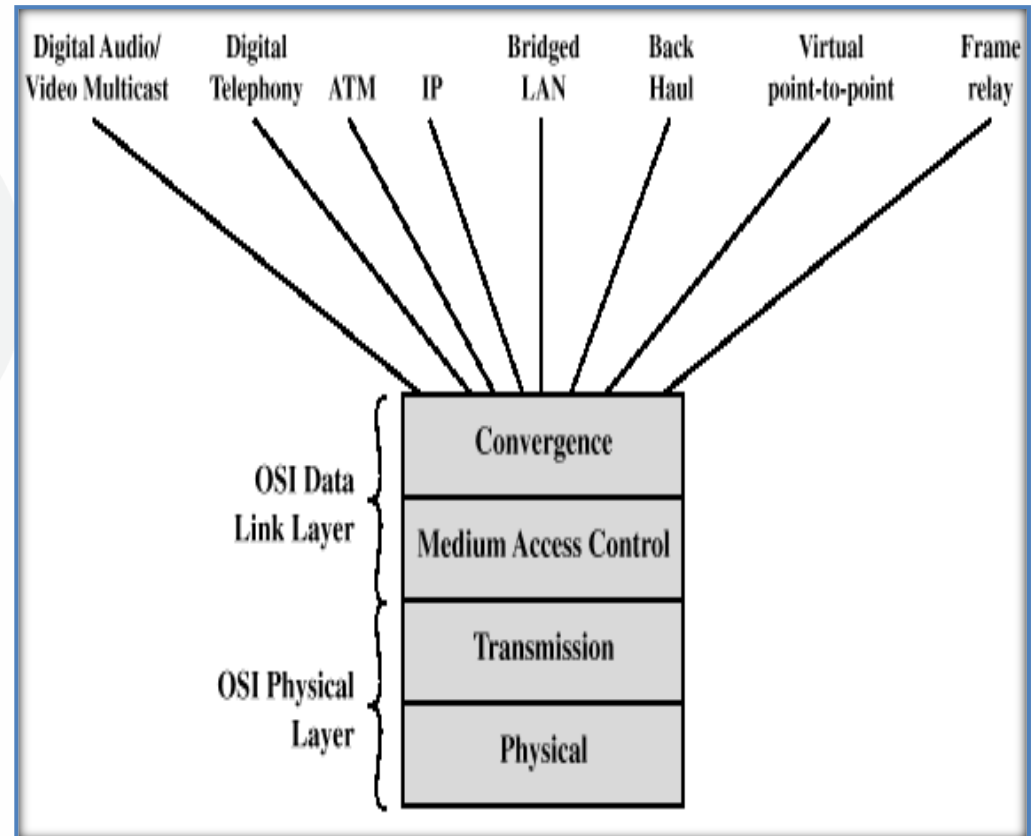 Digital Audio/
Video Multicast
Digital
Telephony
ATM
IP
Bridged
LAN
Back
Haul
Virtual
point-to-point
Frame
relay
Convergence
OSI Data
Link Layer
Medium Access Control
Transmission
OSI Physical
Layer
Physical